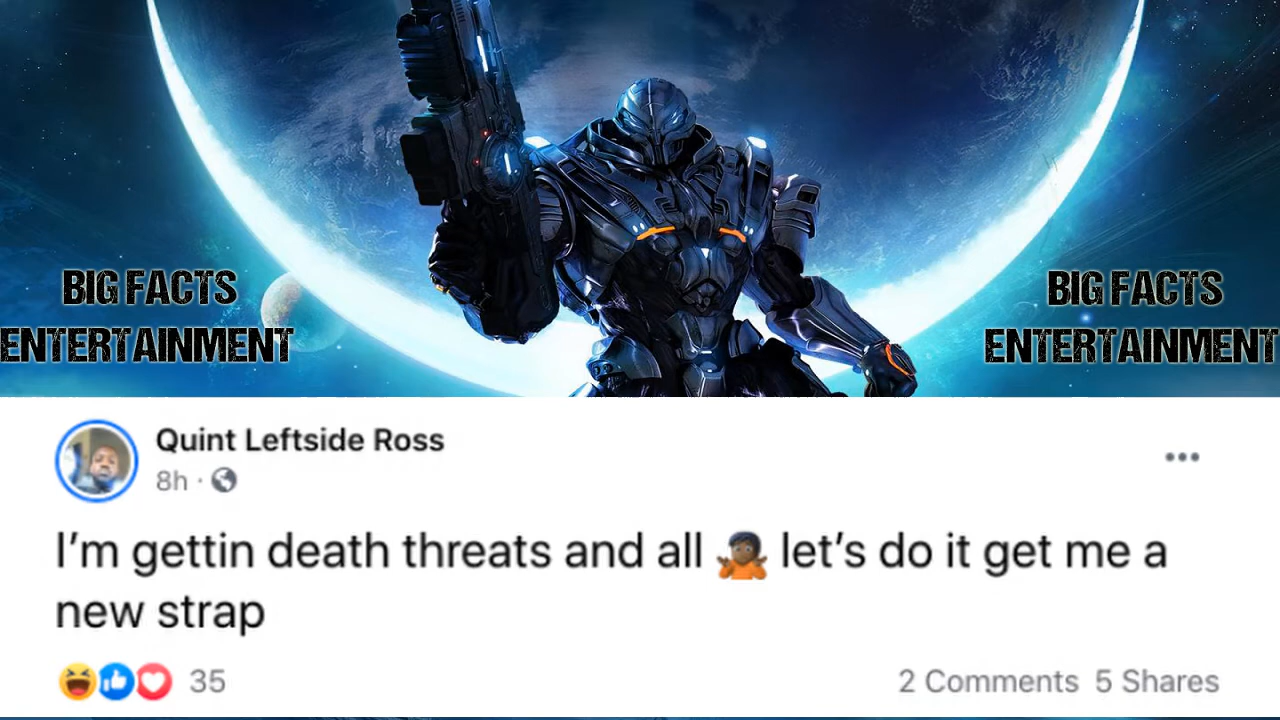 BIG FACTS
ENTERTAINMENT
BIG FACTS
ENTERTAINMENT
Quint Leftside Ross
8h ·
I’m gettin death threats and all 🤷🏾 let’s do it get me a
new strap
35
2 Comments 5 Shares